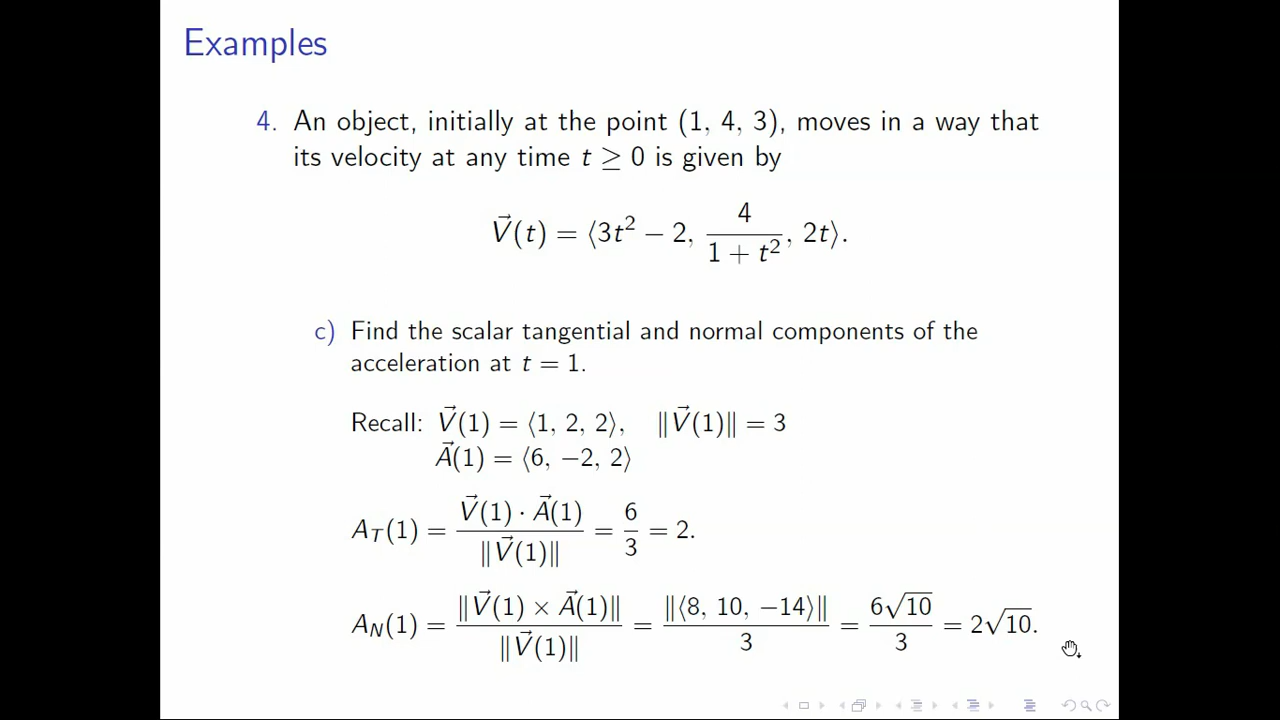 Examples
4. An object, initially at the point (1, 4, 3), moves in a way that
its velocity at any time t ≥ 0 is given by
V⃗(t) = ⟨3t² − 2, 4/(1 + t²), 2t⟩.
c) Find the scalar tangential and normal components of the
acceleration at t = 1.
Recall: V⃗(1) = ⟨1, 2, 2⟩, ‖V⃗(1)‖ = 3
A⃗(1) = ⟨6, −2, 2⟩
A_T(1) = (V⃗(1) · A⃗(1))/‖V⃗(1)‖ = 6/3 = 2.
A_N(1) = ‖V⃗(1) × A⃗(1)‖/‖V⃗(1)‖ = ‖⟨8, 10, −14⟩‖/3 = 6√10/3 = 2√10.